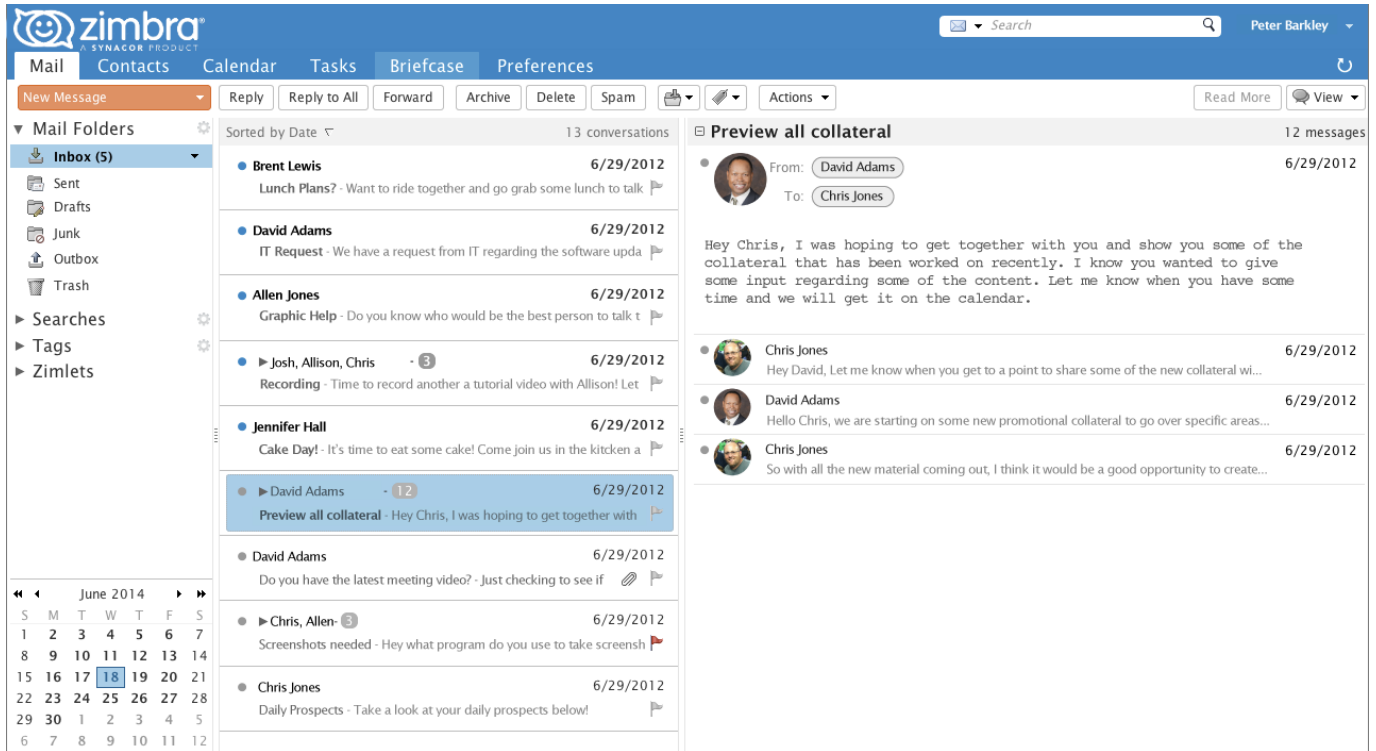 zimbra®
A SYNACOR PRODUCT
Search
Peter Barkley
Mail Contacts Calendar Tasks Briefcase Preferences
New Message Reply Reply to All Forward Archive Delete Spam Actions Read More View
Mail Folders
Inbox (5)
Sent
Drafts
Junk
Outbox
Trash
Searches
Tags
Zimlets
June 2014
S M T W T F S
1 2 3 4 5 6 7
8 9 10 11 12 13 14
15 16 17 18 19 20 21
22 23 24 25 26 27 28
29 30 1 2 3 4 5
6 7 8 9 10 11 12
Sorted by Date 13 conversations
Brent Lewis 6/29/2012
Lunch Plans? - Want to ride together and go grab some lunch to talk
David Adams 6/29/2012
IT Request - We have a request from IT regarding the software upda
Allen Jones 6/29/2012
Graphic Help - Do you know who would be the best person to talk t
Josh, Allison, Chris - 3 6/29/2012
Recording - Time to record another a tutorial video with Allison! Let
Jennifer Hall 6/29/2012
Cake Day! - It's time to eat some cake! Come join us in the kitcken a
David Adams - 12 6/29/2012
Preview all collateral - Hey Chris, I was hoping to get together with
David Adams 6/29/2012
Do you have the latest meeting video? - Just checking to see if
Chris, Allen- 3 6/29/2012
Screenshots needed - Hey what program do you use to take screensh
Chris Jones 6/29/2012
Daily Prospects - Take a look at your daily prospects below!
Preview all collateral 12 messages
From: David Adams 6/29/2012
To: Chris Jones
Hey Chris, I was hoping to get together with you and show you some of the
collateral that has been worked on recently. I know you wanted to give
some input regarding some of the content. Let me know when you have some
time and we will get it on the calendar.
Chris Jones 6/29/2012
Hey David, Let me know when you get to a point to share some of the new collateral wi...
David Adams 6/29/2012
Hello Chris, we are starting on some new promotional collateral to go over specific areas...
Chris Jones 6/29/2012
So with all the new material coming out, I think it would be a good opportunity to create...